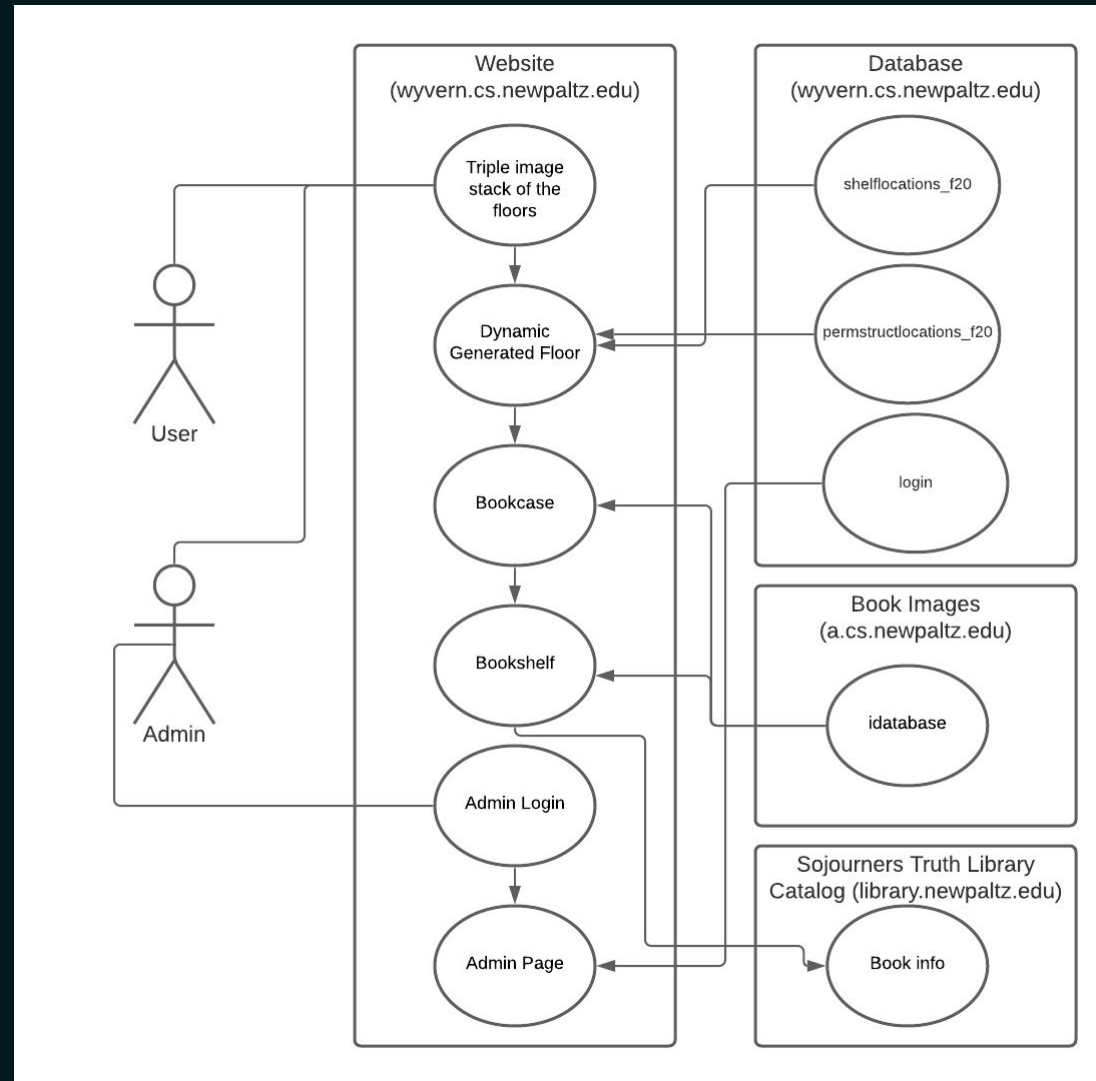 Website
(wyvern.cs.newpaltz.edu)
Triple image
stack of the
floors
Dynamic
Generated Floor
Bookcase
Bookshelf
Admin Login
Admin Page
User
Admin
Database
(wyvern.cs.newpaltz.edu)
shelflocations_f20
permstructlocations_f20
login
Book Images
(a.cs.newpaltz.edu)
idatabase
Sojourners Truth Library
Catalog (library.newpaltz.edu)
Book info